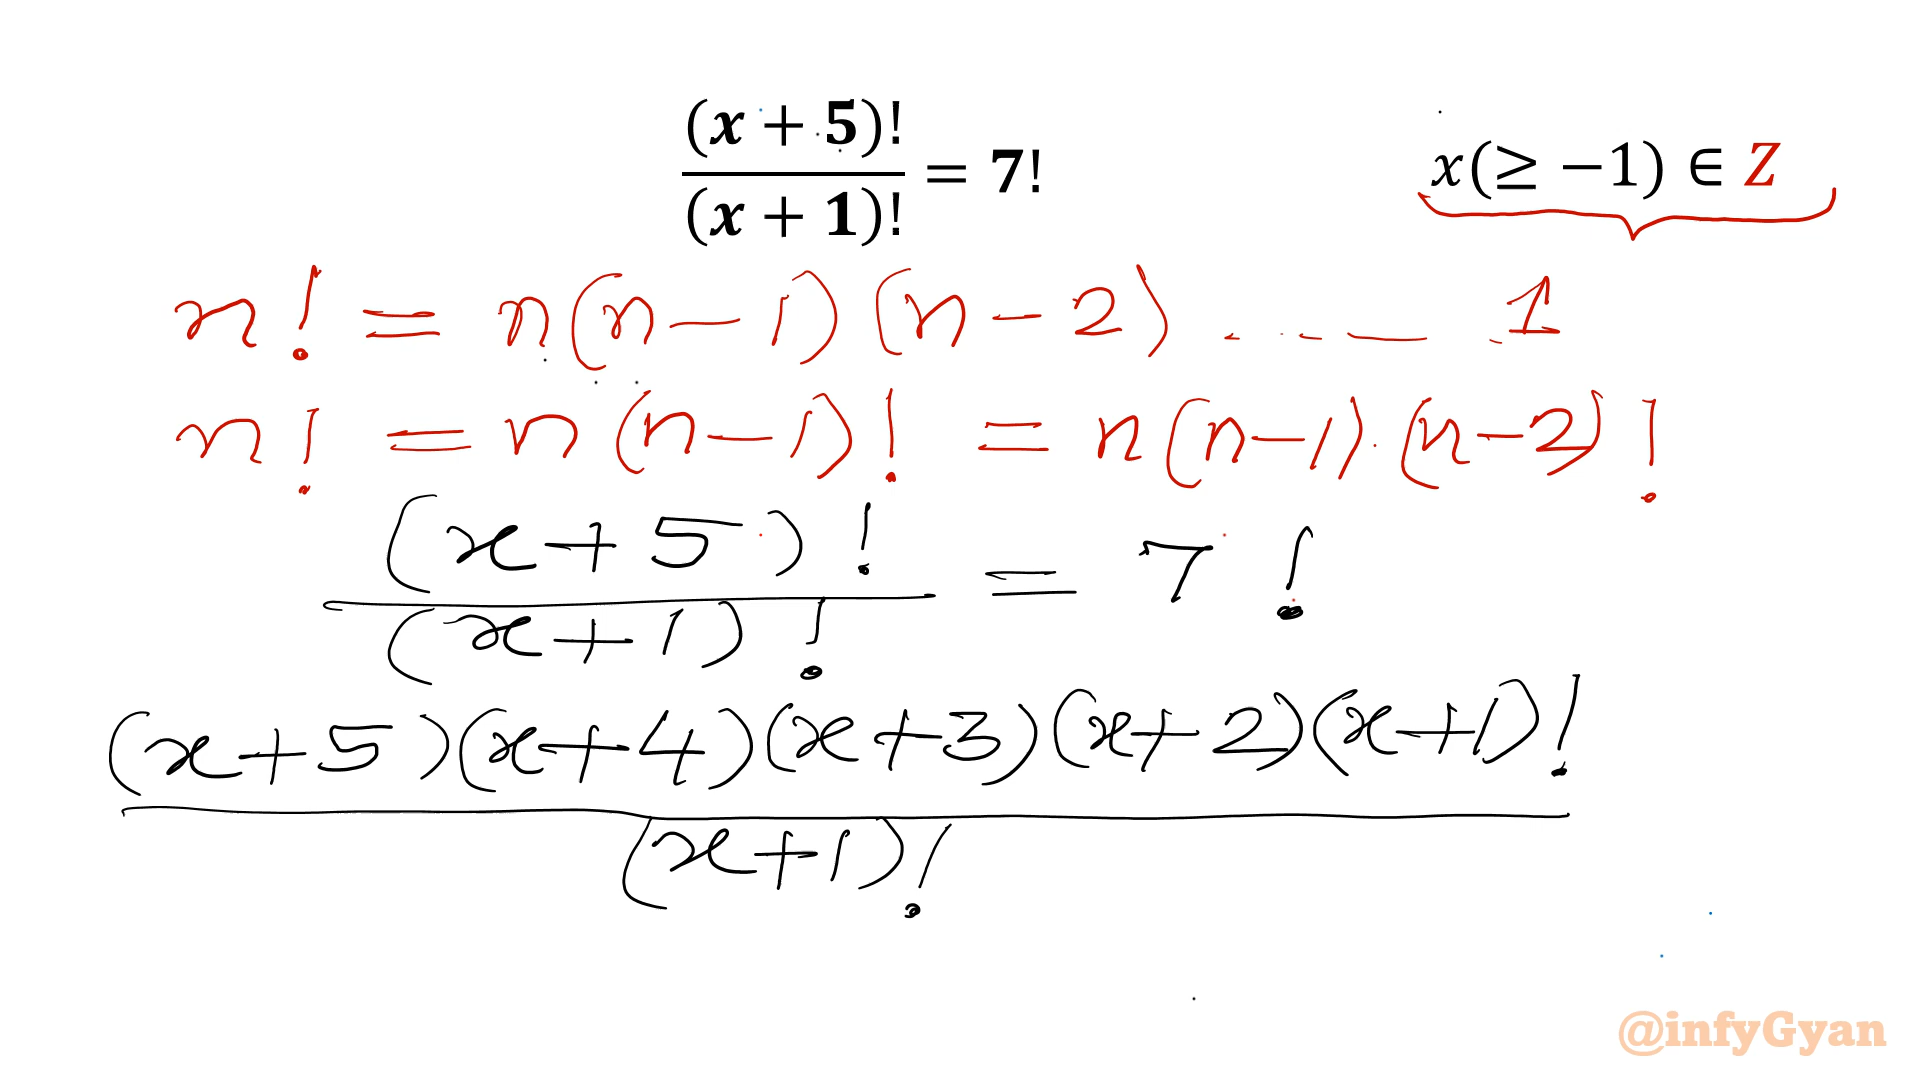 (x + 5)! / (x + 1)! = 7!
x(≥ −1) ∈ Z
n! = n(n−1)(n−2) ..... 1
n! = n(n−1)! = n(n−1).(n−2)!
(x+5)! / (x+1)! = 7!
(x+5)(x+4)(x+3)(x+2)(x+1)! / (x+1)!
@infyGyan